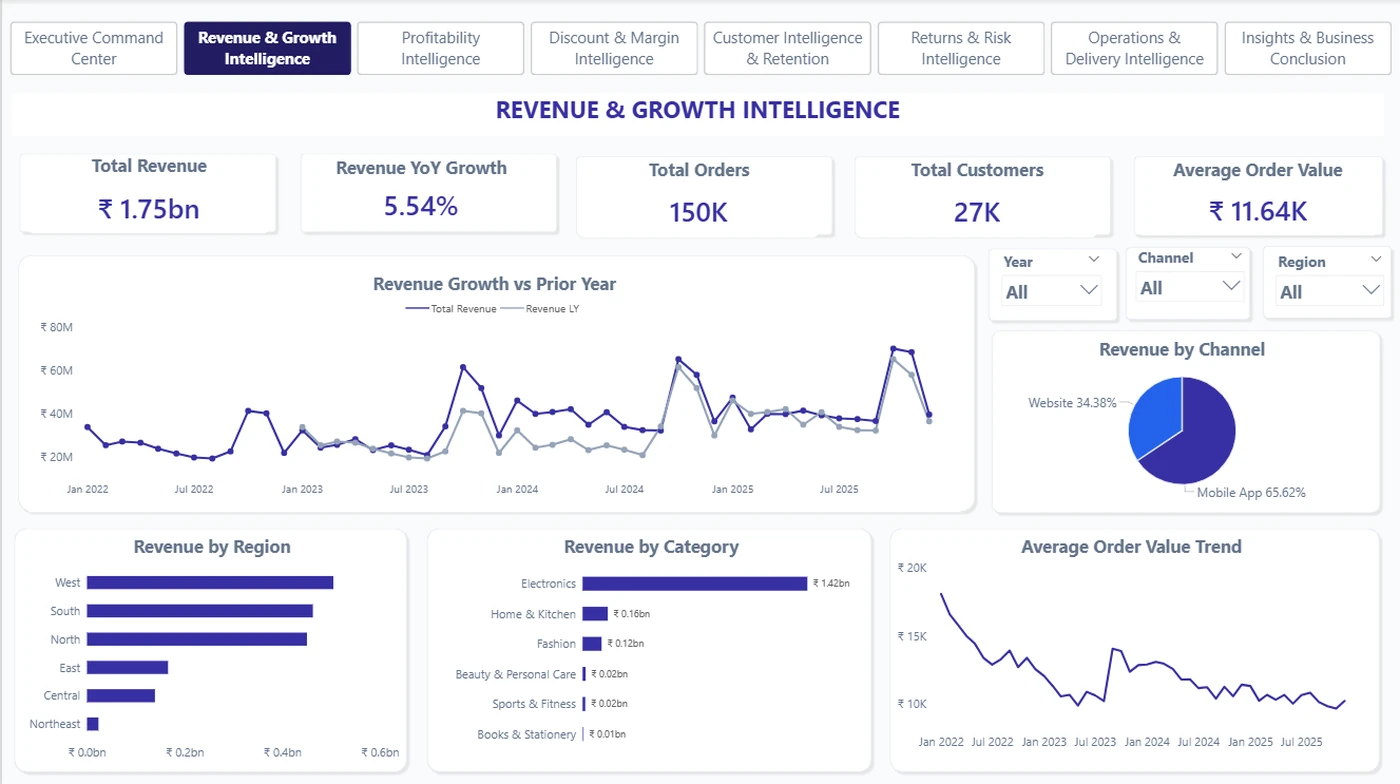 Executive Command
Center
Revenue & Growth
Intelligence
Profitability
Intelligence
Discount & Margin
Intelligence
Customer Intelligence
& Retention
Returns & Risk
Intelligence
Operations &
Delivery Intelligence
Insights & Business
Conclusion
REVENUE & GROWTH INTELLIGENCE
Total Revenue
₹ 1.75bn
Revenue YoY Growth
5.54%
Total Orders
150K
Total Customers
27K
Average Order Value
₹ 11.64K
Revenue Growth vs Prior Year
Total Revenue
Revenue LY
₹ 80M
₹ 60M
₹ 40M
₹ 20M
Jan 2022
Jul 2022
Jan 2023
Jul 2023
Jan 2024
Jul 2024
Jan 2025
Jul 2025
Year
All
Channel
All
Region
All
Revenue by Channel
Website 34.38%
Mobile App 65.62%
Revenue by Region
West
South
North
East
Central
Northeast
₹ 0.0bn
₹ 0.2bn
₹ 0.4bn
₹ 0.6bn
Revenue by Category
Electronics
₹ 1.42bn
Home & Kitchen
₹ 0.16bn
Fashion
₹ 0.12bn
Beauty & Personal Care
₹ 0.02bn
Sports & Fitness
₹ 0.02bn
Books & Stationery
₹ 0.01bn
Average Order Value Trend
₹ 20K
₹ 15K
₹ 10K
Jan 2022
Jul 2022
Jan 2023
Jul 2023
Jan 2024
Jul 2024
Jan 2025
Jul 2025